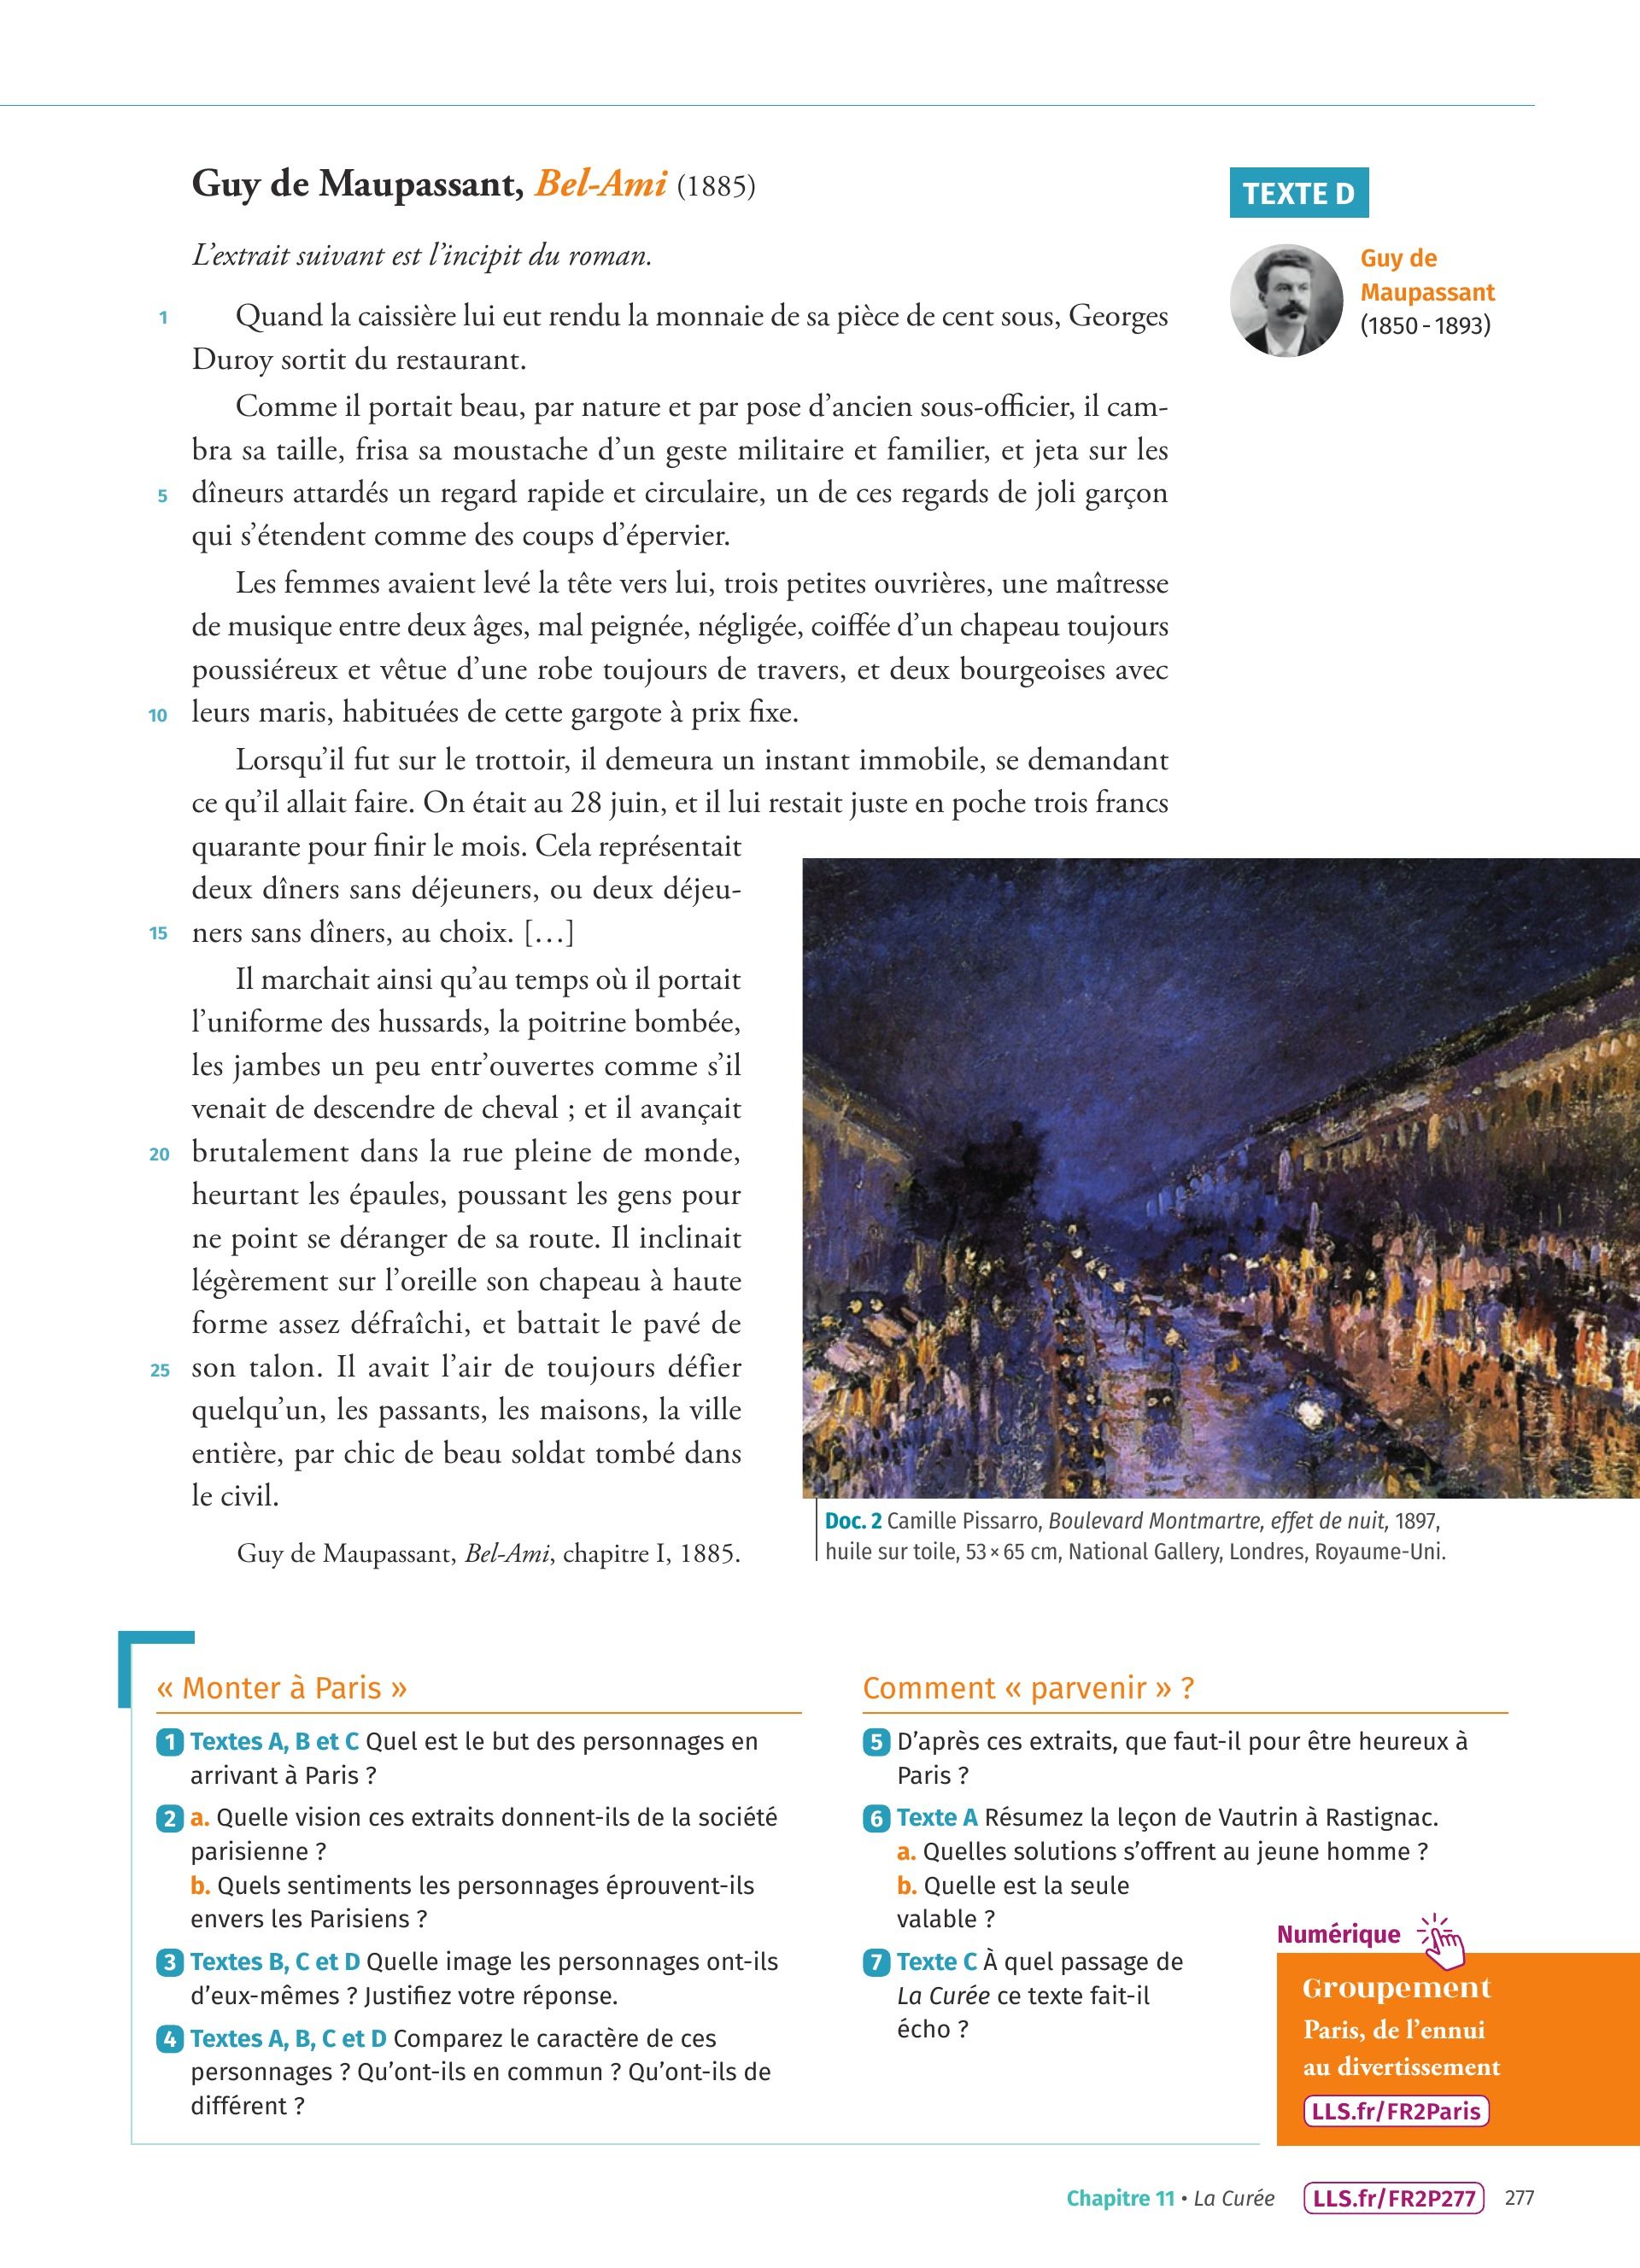 Guy de Maupassant, Bel-Ami (1885)
TEXTE D
Guy de
Maupassant
(1850 - 1893)
L'extrait suivant est l'incipit du roman.
1 Quand la caissière lui eut rendu la monnaie de sa pièce de cent sous, Georges
Duroy sortit du restaurant.
Comme il portait beau, par nature et par pose d'ancien sous-officier, il cam-
bra sa taille, frisa sa moustache d'un geste militaire et familier, et jeta sur les
5 dîneurs attardés un regard rapide et circulaire, un de ces regards de joli garçon
qui s'étendent comme des coups d'épervier.
Les femmes avaient levé la tête vers lui, trois petites ouvrières, une maîtresse
de musique entre deux âges, mal peignée, négligée, coiffée d'un chapeau toujours
poussiéreux et vêtue d'une robe toujours de travers, et deux bourgeoises avec
10 leurs maris, habituées de cette gargote à prix fixe.
Lorsqu'il fut sur le trottoir, il demeura un instant immobile, se demandant
ce qu'il allait faire. On était au 28 juin, et il lui restait juste en poche trois francs
quarante pour finir le mois. Cela représentait
deux dîners sans déjeuners, ou deux déjeu-
15 ners sans dîners, au choix. […]
Il marchait ainsi qu'au temps où il portait
l'uniforme des hussards, la poitrine bombée,
les jambes un peu entr'ouvertes comme s'il
venait de descendre de cheval ; et il avançait
20 brutalement dans la rue pleine de monde,
heurtant les épaules, poussant les gens pour
ne point se déranger de sa route. Il inclinait
légèrement sur l'oreille son chapeau à haute
forme assez défraîchi, et battait le pavé de
25 son talon. Il avait l'air de toujours défier
quelqu'un, les passants, les maisons, la ville
entière, par chic de beau soldat tombé dans
le civil.
Guy de Maupassant, Bel-Ami, chapitre I, 1885.
Doc. 2 Camille Pissarro, Boulevard Montmartre, effet de nuit, 1897,
huile sur toile, 53 × 65 cm, National Gallery, Londres, Royaume-Uni.
« Monter à Paris »
1 Textes A, B et C Quel est le but des personnages en
arrivant à Paris ?
2 a. Quelle vision ces extraits donnent-ils de la société
parisienne ?
b. Quels sentiments les personnages éprouvent-ils
envers les Parisiens ?
3 Textes B, C et D Quelle image les personnages ont-ils
d'eux-mêmes ? Justifiez votre réponse.
4 Textes A, B, C et D Comparez le caractère de ces
personnages ? Qu'ont-ils en commun ? Qu'ont-ils de
différent ?
Comment « parvenir » ?
5 D'après ces extraits, que faut-il pour être heureux à
Paris ?
6 Texte A Résumez la leçon de Vautrin à Rastignac.
a. Quelles solutions s'offrent au jeune homme ?
b. Quelle est la seule
valable ?
7 Texte C À quel passage de
La Curée ce texte fait-il
écho ?
Numérique
Groupement
Paris, de l'ennui
au divertissement
LLS.fr/FR2Paris
Chapitre 11 • La Curée LLS.fr/FR2P277 277